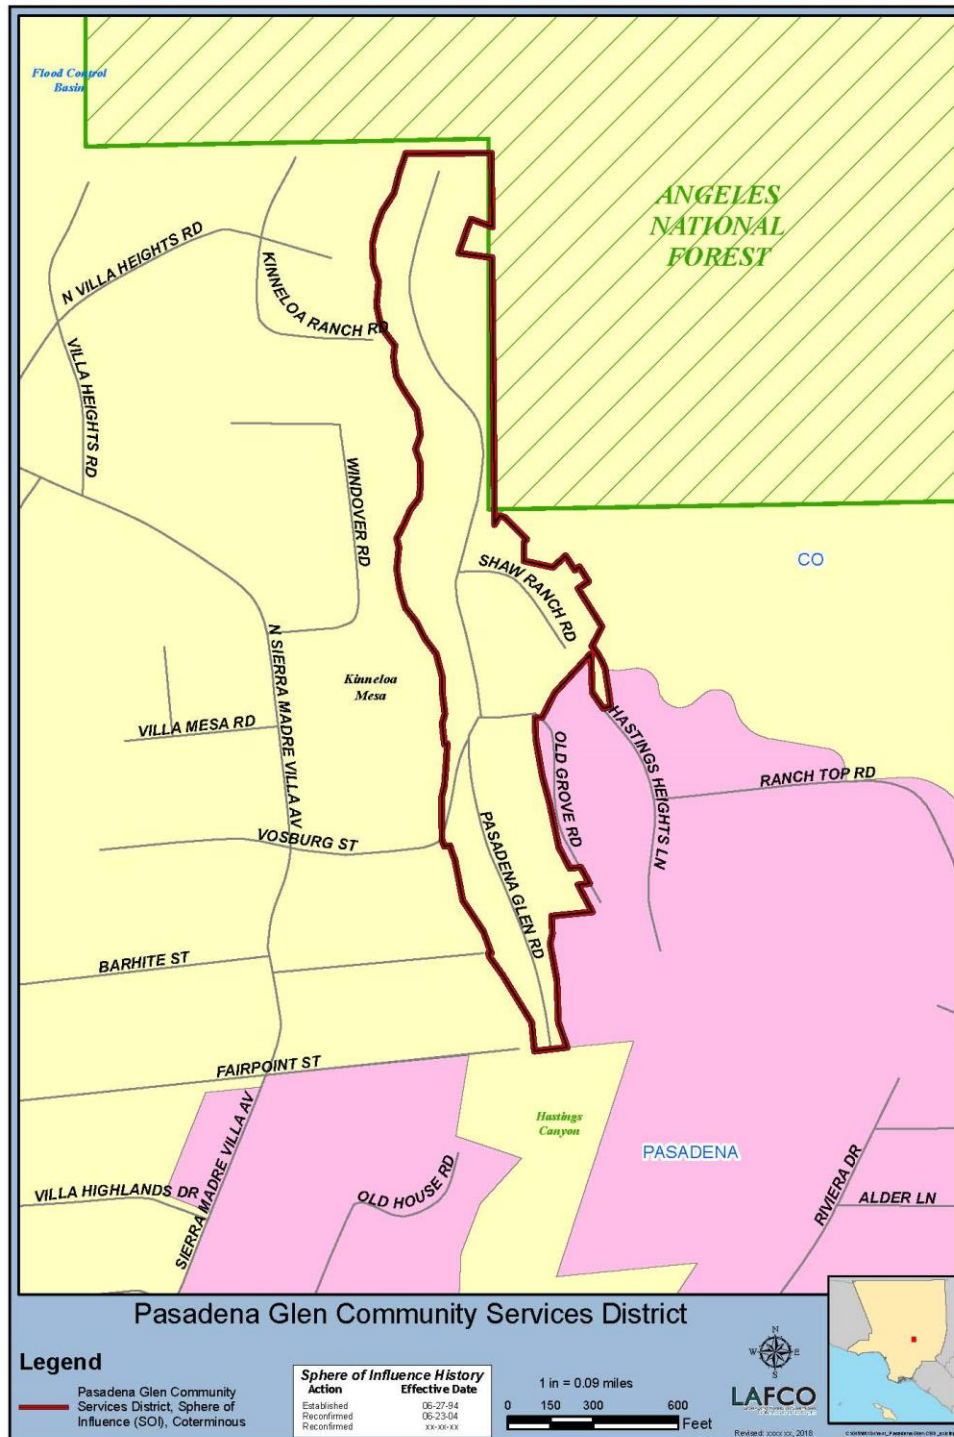 Flood Control
Basin
ANGELES
NATIONAL
FOREST
N VILLA HEIGHTS RD
KINNELOA RANCH RD
VILLA HEIGHTS RD
WINDOVER RD
SHAW RANCH RD
CO
N SIERRA MADRE VILLA AV
Kinneloa
Mesa
VILLA MESA RD
HASTINGS HEIGHTS LN
OLD GROVE RD
RANCH TOP RD
VOSBURG ST
PASADENA GLEN RD
BARHITE ST
FAIRPOINT ST
Hastings
Canyon
PASADENA
SIERRA MADRE VILLA AV
VILLA HIGHLANDS DR
OLD HOUSE RD
RIVIERA DR
ALDER LN
Pasadena Glen Community Services District
Legend
Pasadena Glen Community
Services District, Sphere of
Influence (SOI), Coterminous
Sphere of Influence History
Action Effective Date
Established 06-27-94
Reconfirmed 06-23-04
Reconfirmed xx-xx-xx
1 in = 0.09 miles
0 150 300 600
Feet
N
W E
S
LAFCO
Revised: xxxx xx, 2018